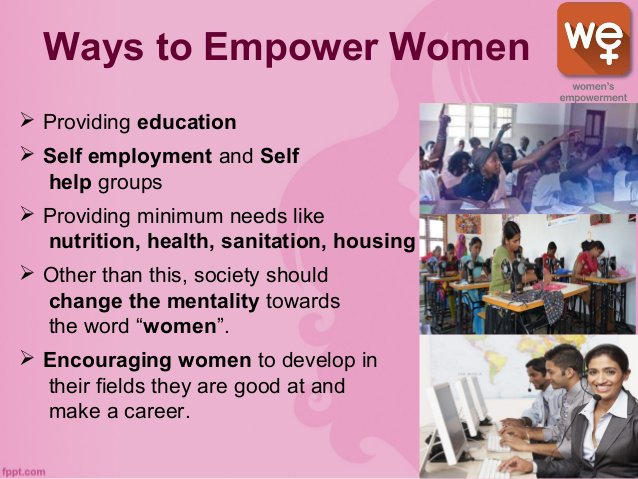 Ways to Empower Women
we
women's
empowerment
➢ Providing education
➢ Self employment and Self
help groups
➢ Providing minimum needs like
nutrition, health, sanitation, housing
➢ Other than this, society should
change the mentality towards
the word “women”.
➢ Encouraging women to develop in
their fields they are good at and
make a career.
fppt.com